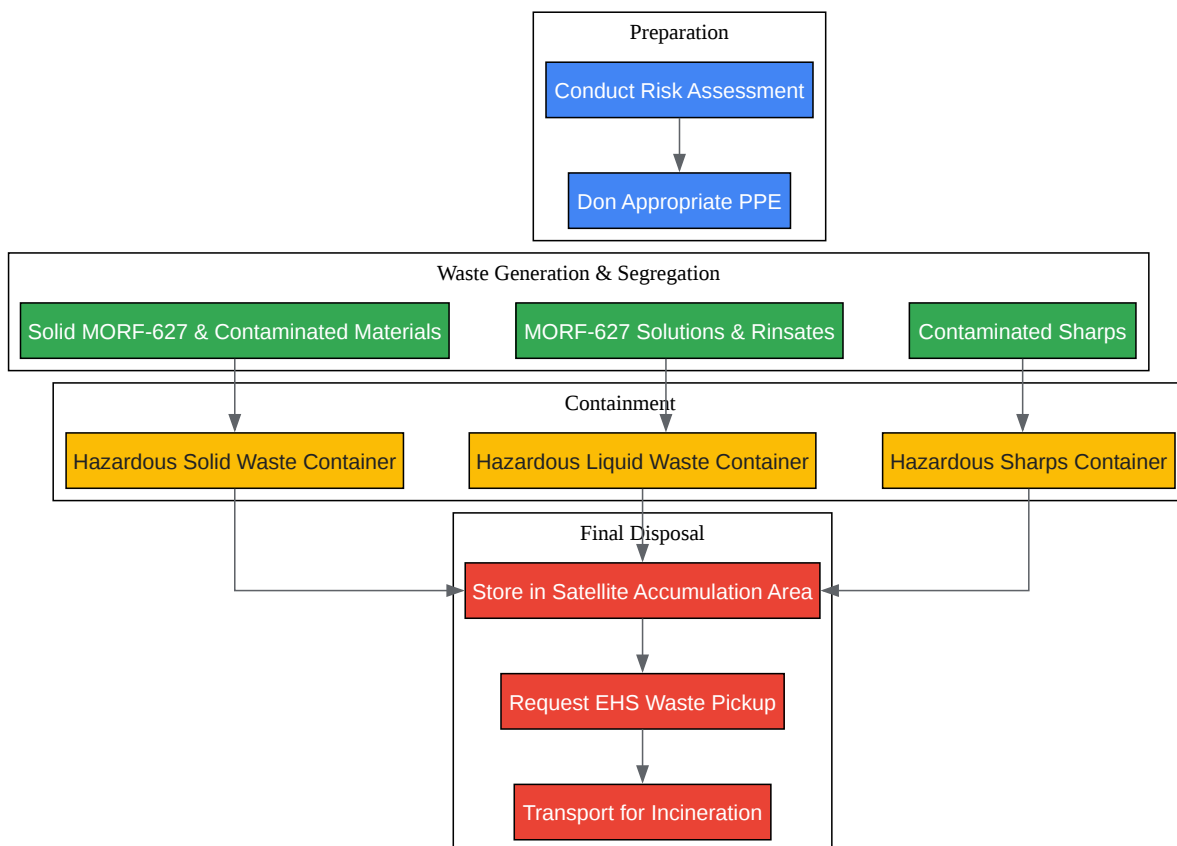 Preparation
Conduct Risk Assessment
Don Appropriate PPE
Waste Generation & Segregation
Solid MORF-627 & Contaminated Materials
MORF-627 Solutions & Rinsates
Contaminated Sharps
Containment
Hazardous Solid Waste Container
Hazardous Liquid Waste Container
Hazardous Sharps Container
Final Disposal
Store in Satellite Accumulation Area
Request EHS Waste Pickup
Transport for Incineration